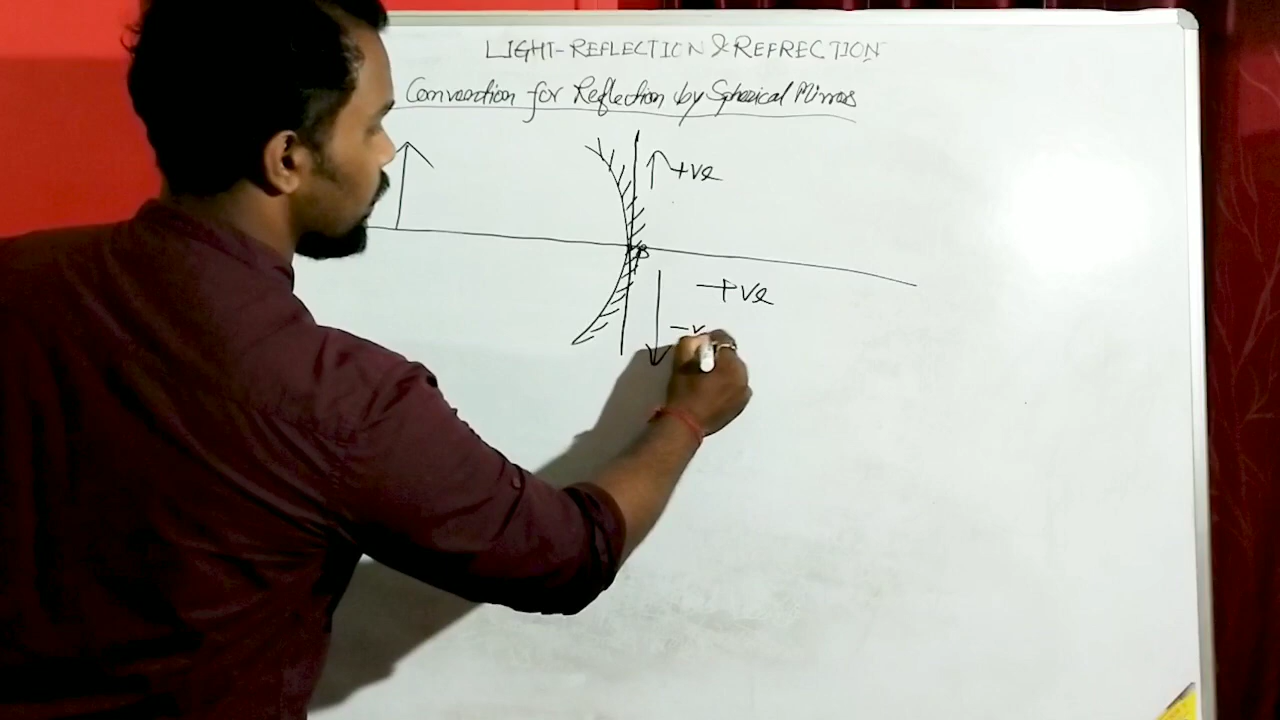 LIGHT-REFLECTION & REFRECTION
Convention for Reflection by Spherical Mirrors
+ve
+ve
-v